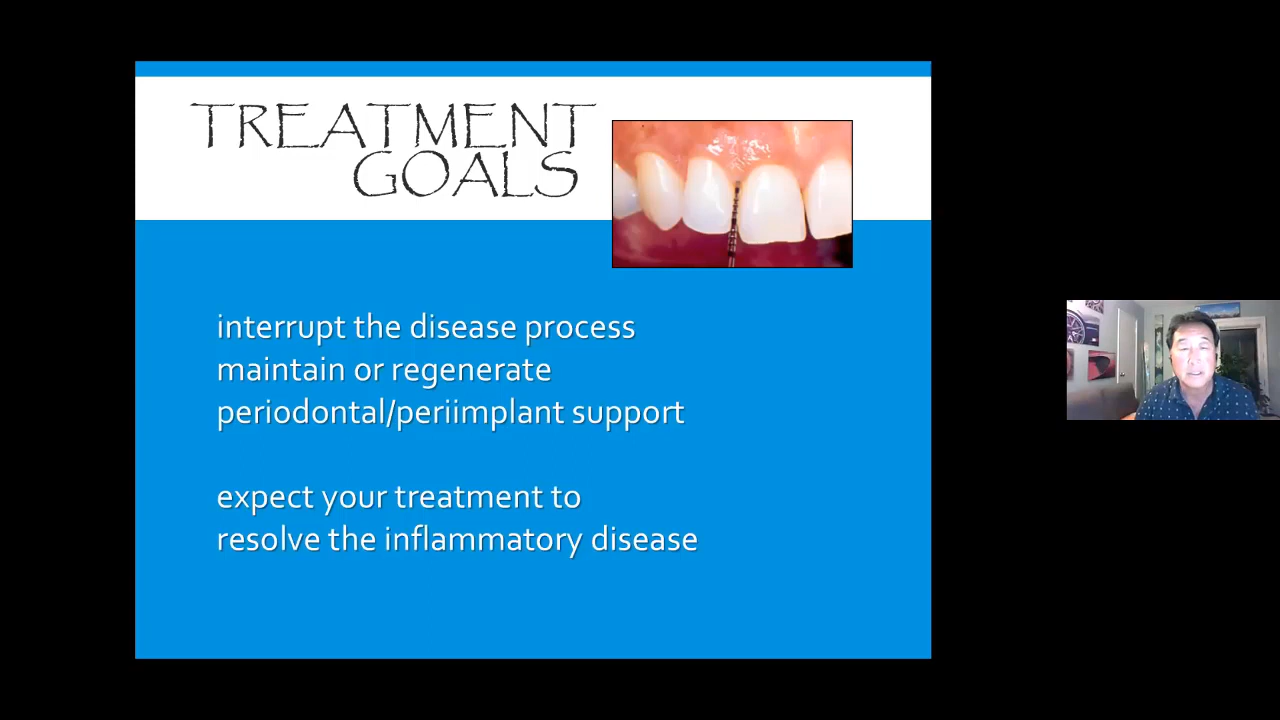 TREATMENT
GOALS
interrupt the disease process
maintain or regenerate
periodontal/periimplant support
expect your treatment to
resolve the inflammatory disease